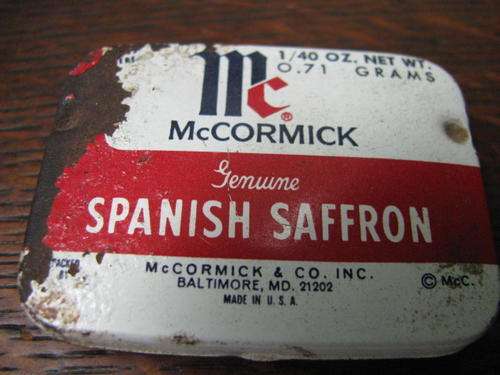 Mc
®
1/40 OZ. NET WT.
0.71 GRAMS
McCORMICK
Genuine
SPANISH SAFFRON
PACKED
McCORMICK & CO. INC.
BALTIMORE, MD. 21202
MADE IN U.S.A.
© McC.